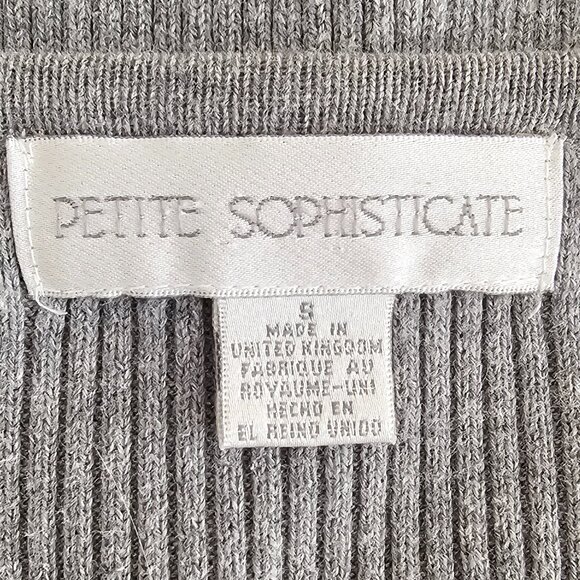 PETITE SOPHISTICATE
S
MADE IN
UNITED KINGDOM
FABRIQUE AU
ROYAUME-UNI
HECHO EN
EL REINO UNIDO